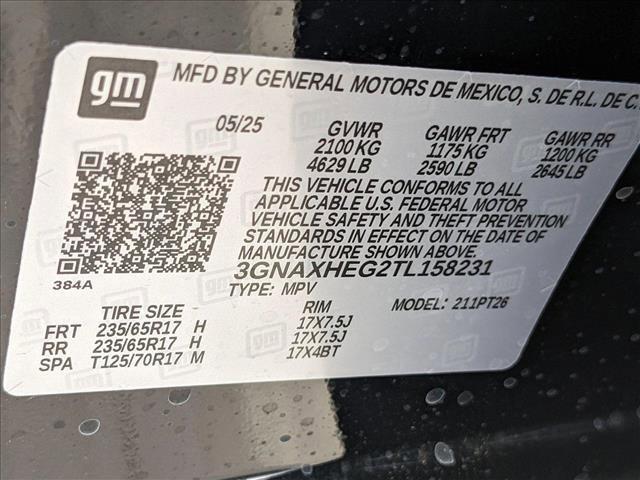 gm
MFD BY GENERAL MOTORS DE MEXICO, S. DE R.L. DE C.
05/25 GVWR GAWR FRT GAWR RR
2100 KG 1175 KG 1200 KG
4629 LB 2590 LB 2645 LB
THIS VEHICLE CONFORMS TO ALL
APPLICABLE U.S. FEDERAL MOTOR
VEHICLE SAFETY AND THEFT PREVENTION
STANDARDS IN EFFECT ON THE DATE OF
MANUFACTURE SHOWN ABOVE.
3GNAXHEG2TL158231
384A
TYPE: MPV MODEL: 211PT26
TIRE SIZE RIM
FRT 235/65R17 H 17X7.5J
RR 235/65R17 H 17X7.5J
SPA T125/70R17 M 17X4BT